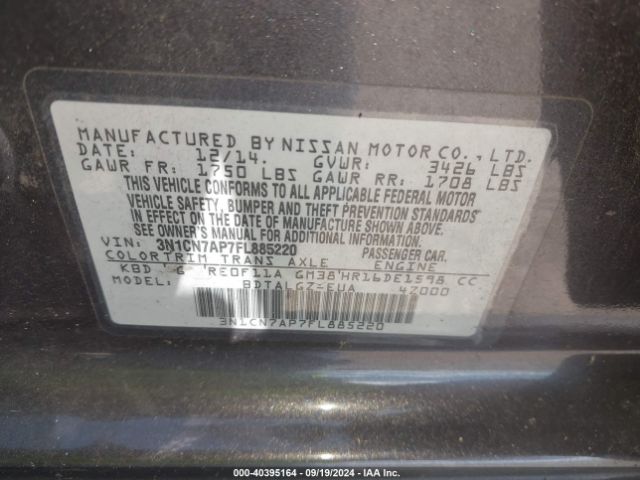 MANUFACTURED BY NISSAN MOTOR CO., LTD.
DATE: 12/14. GVWR: 3426 LBS
GAWR FR: 1750 LBS GAWR RR: 1708 LBS
THIS VEHICLE CONFORMS TO ALL APPLICABLE FEDERAL MOTOR
VEHICLE SAFETY, BUMPER AND THEFT PREVENTION STANDARDS
IN EFFECT ON THE DATE OF MANUFACTURE SHOWN ABOVE.
SEE OWNER'S MANUAL FOR ADDITIONAL INFORMATION.
VIN: 3N1CN7AP7FL885220 PASSENGER CAR.
COLOR TRIM TRANS AXLE ENGINE
KBD G RE0F11A GM38 HR16DE1598 CC
MODEL: BDTALGZ-EUA 47000
3N1CN7AP7FL885220
000-40395164 - 09/19/2024 - IAA Inc.